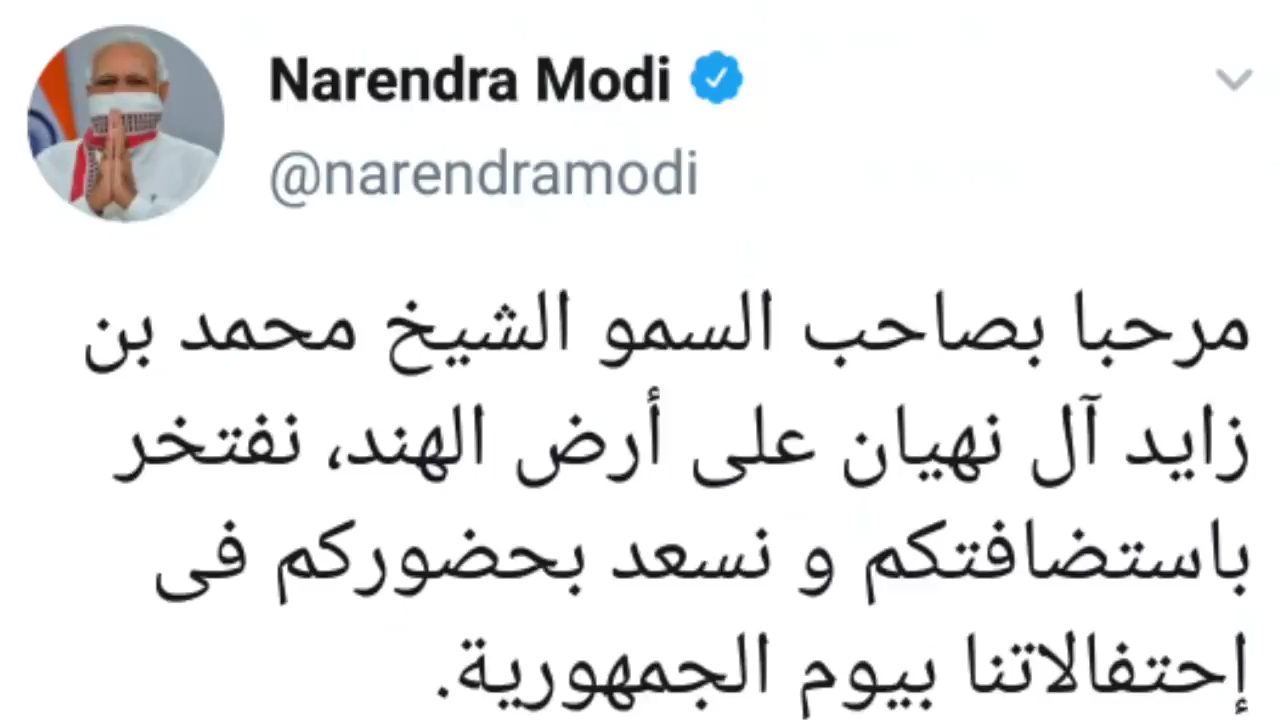 Narendra Modi
@narendramodi
مرحبا بصاحب السمو الشيخ محمد بن
زايد آل نهيان على أرض الهند، نفتخر
باستضافتكم و نسعد بحضوركم فى
إحتفالاتنا بيوم الجمهورية.